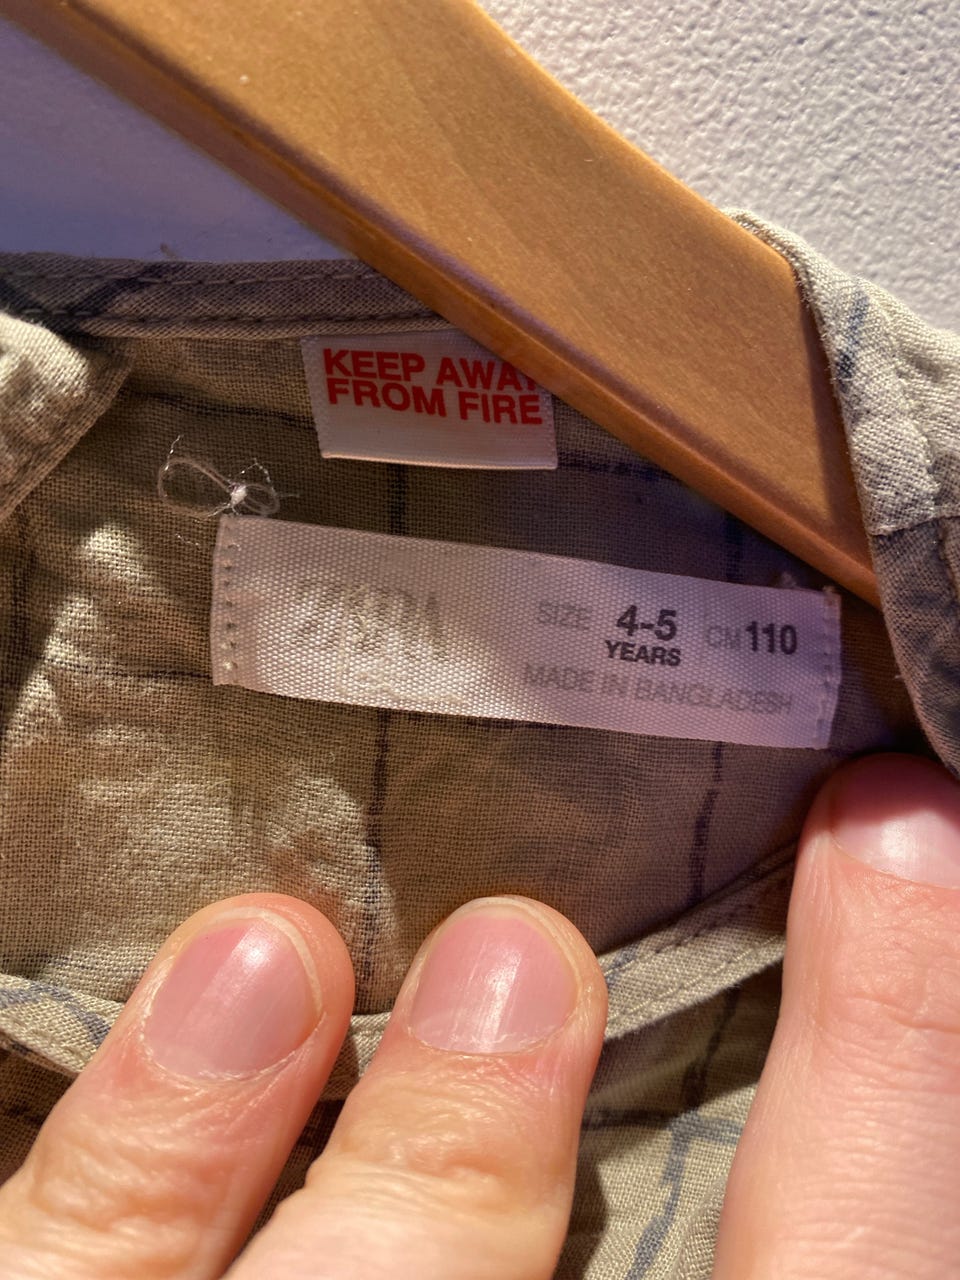 KEEP AWAY
FROM FIRE
ZARA
SIZE 4-5 YEARS CM 110
MADE IN BANGLADESH